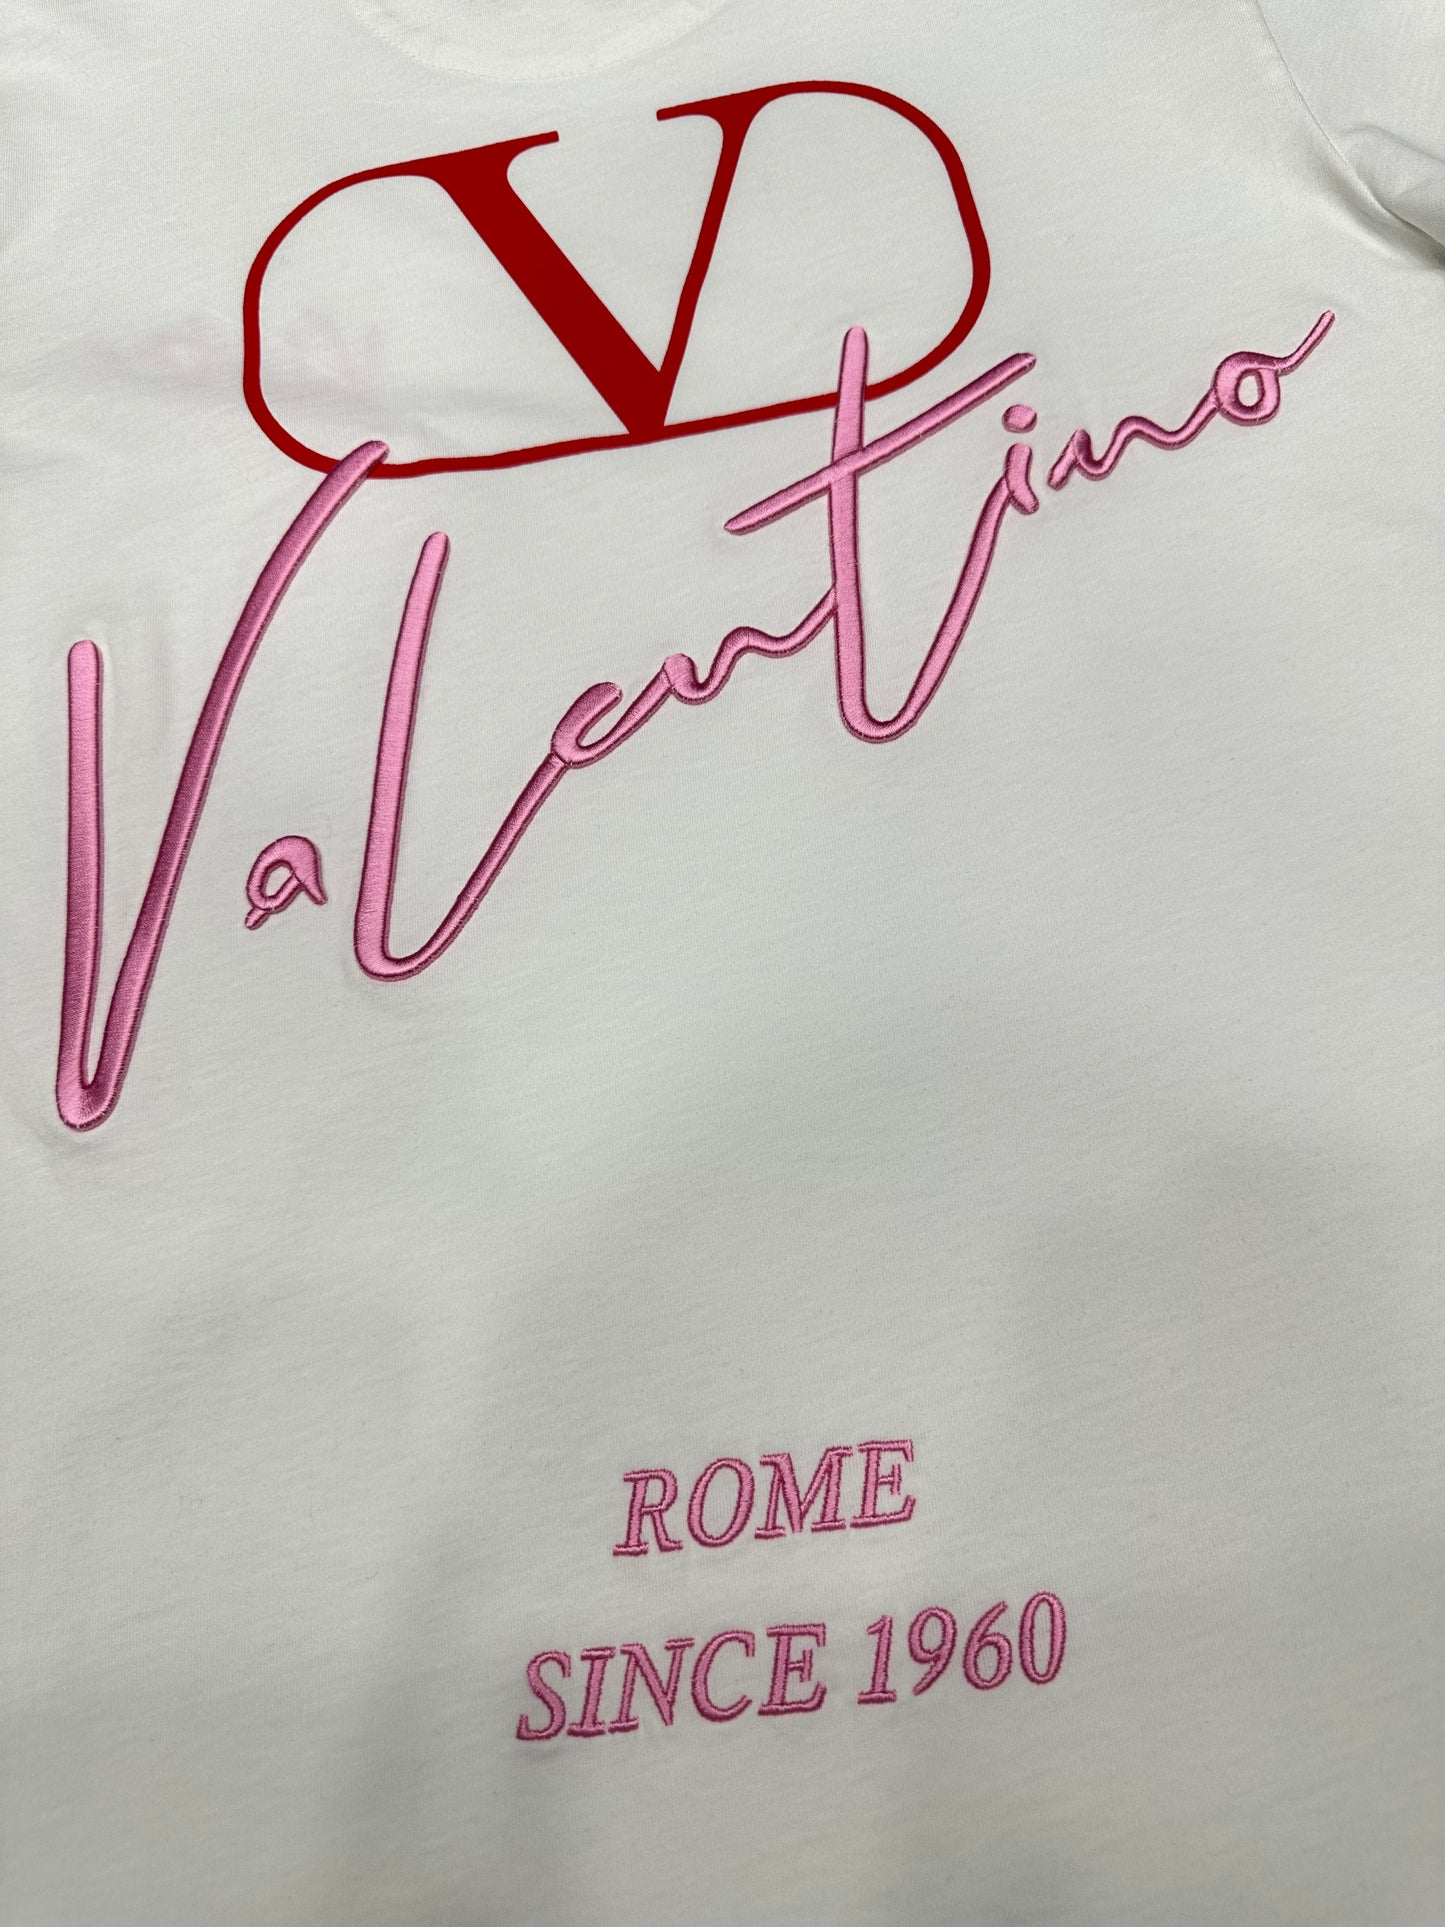 V
Valentino
ROME
SINCE 1960